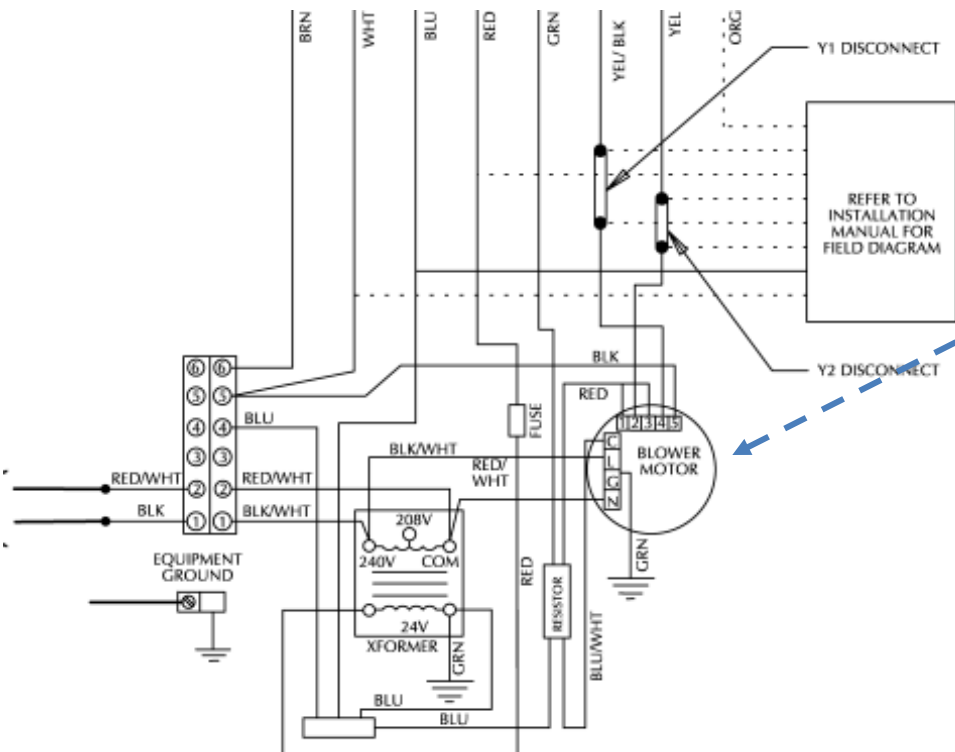 BRN
WHT
BLU
RED
GRN
YEL/ BLK
YEL
ORG
Y1 DISCONNECT
REFER TO
INSTALLATION
MANUAL FOR
FIELD DIAGRAM
Y2 DISCONNECT
BLK
RED
FUSE
6 6
5 5
4 4
3 3
2 2
1 1
BLU
BLK/WHT
RED/
WHT
RED/WHT
RED/WHT
BLK
BLK/WHT
1 2 3 4 5
C
L
G
N
BLOWER
MOTOR
GRN
208V
240V
COM
24V
XFORMER
GRN
EQUIPMENT
GROUND
RED
RESISTOR
BLU/WHT
BLU
BLU